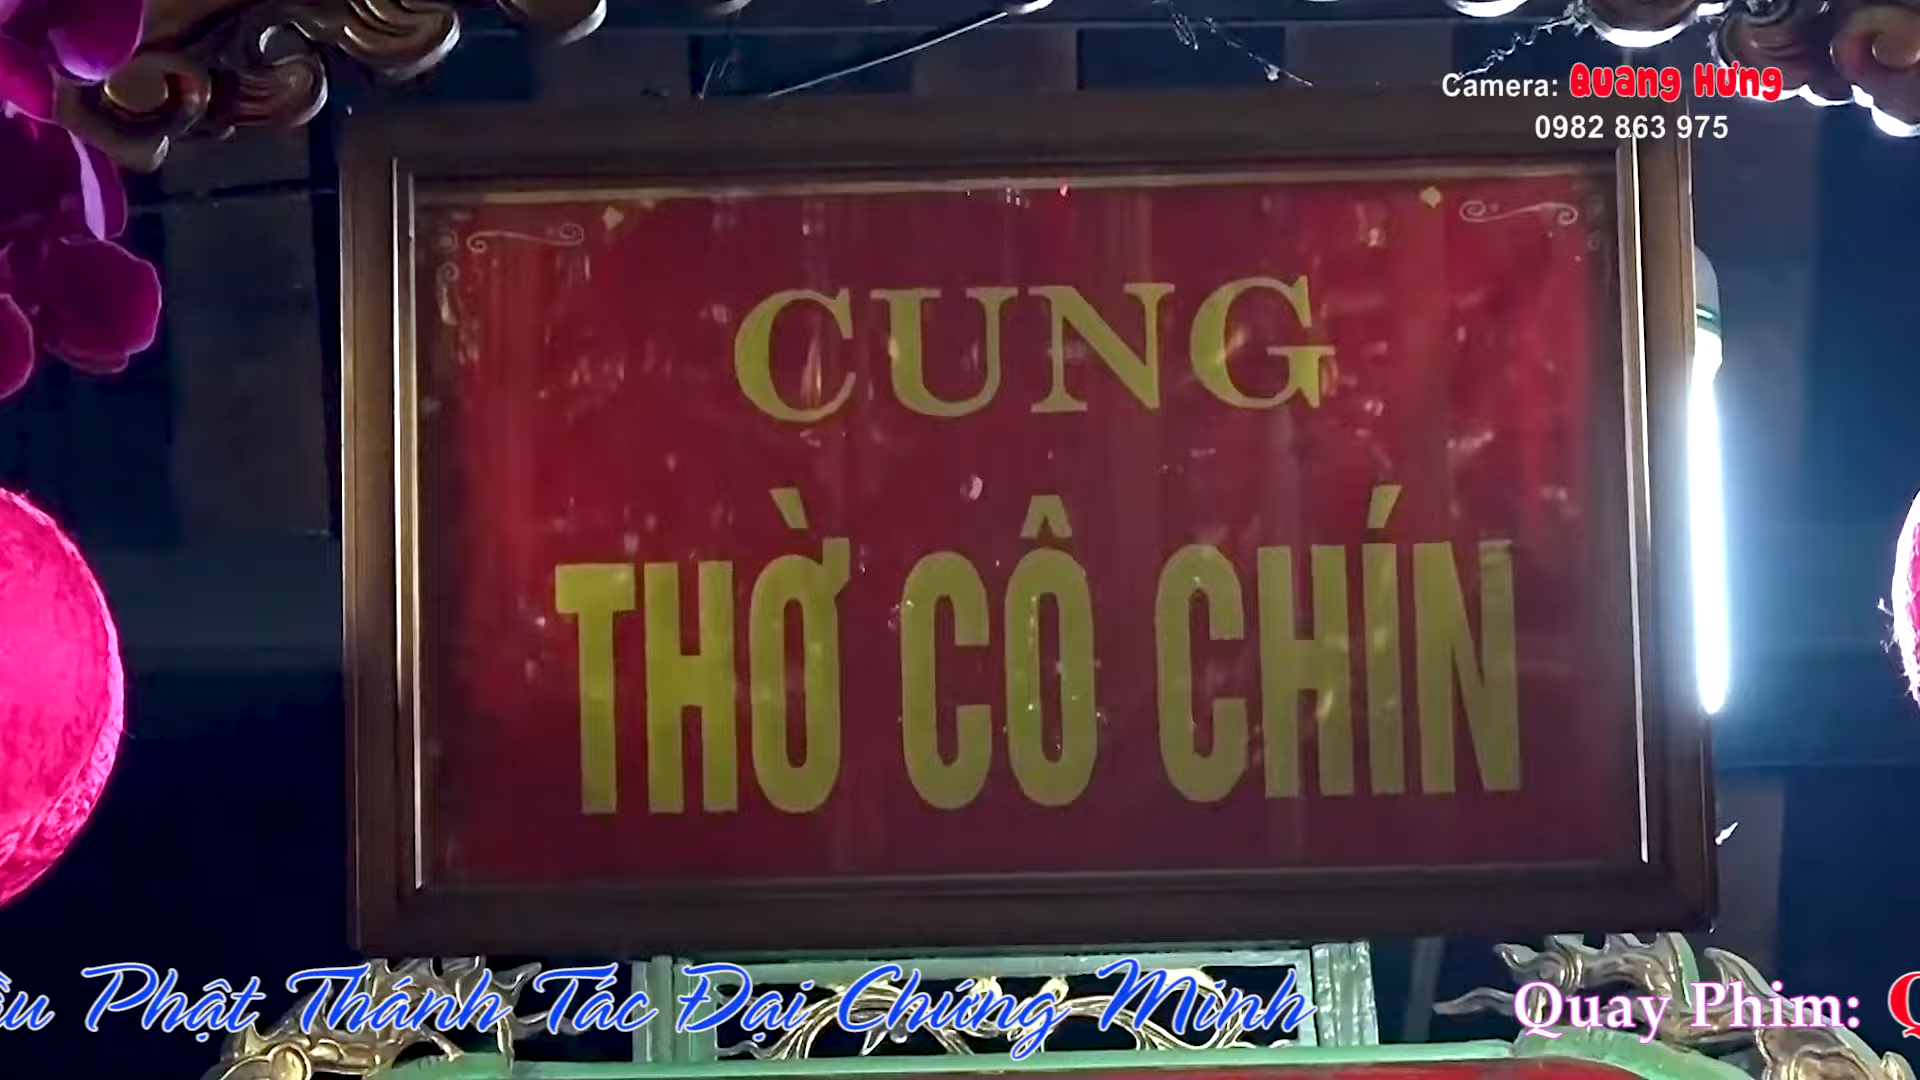 Camera: Quang Hưng
0982 863 975
CUNG
THỜ CÔ CHÍN
Phật Thánh Tác Đại Chứng Minh
Quay Phim: